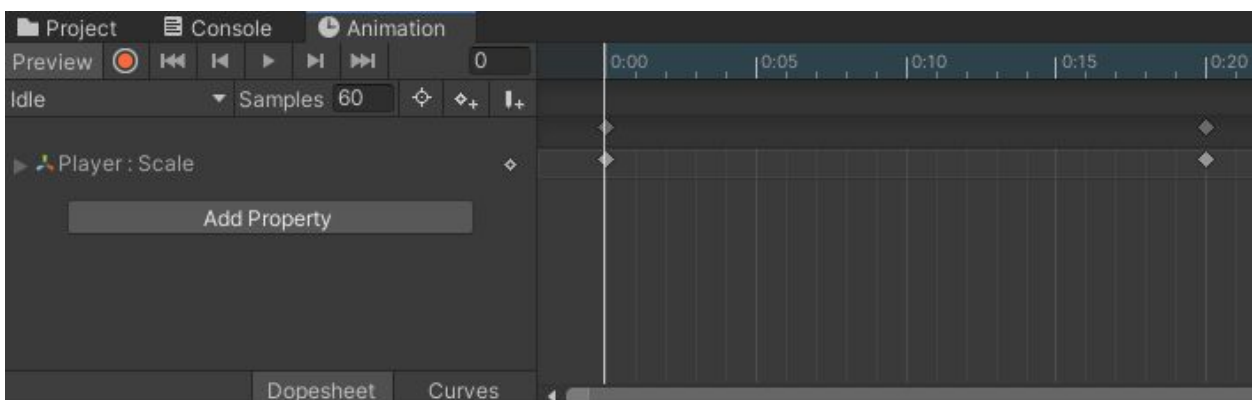 Project Console Animation
Preview 0 0:00 0:05 0:10 0:15 0:20
Idle Samples 60
Player : Scale
Add Property
Dopesheet Curves